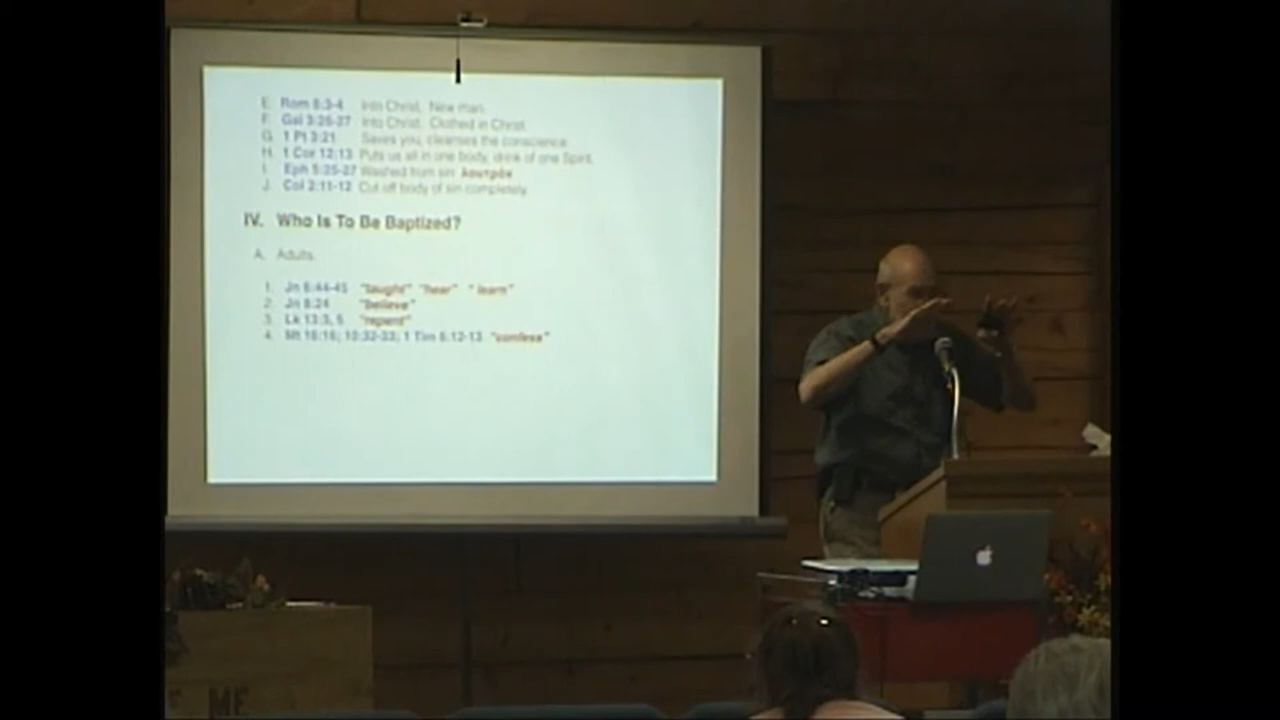 E. Rom 6:3-4 Into Christ. New man.
F. Gal 3:26-27 Into Christ. Clothed in Christ.
G. 1 Pt 3:21 Saves you, cleanses the conscience.
H. 1 Cor 12:13 Puts us all in one body, drink of one Spirit.
I. Eph 5:25-27 Washed from sin λουτρόν
J. Col 2:11-12 Cut off body of sin completely.
IV. Who Is To Be Baptized?
A. Adults.
1. Jn 6:44-45 "taught" "hear" "learn"
2. Jn 8:24 "believe"
3. Lk 13:3, 5 "repent"
4. Mt 16:16; 10:32-33; 1 Tim 6:12-13 "confess"
ME